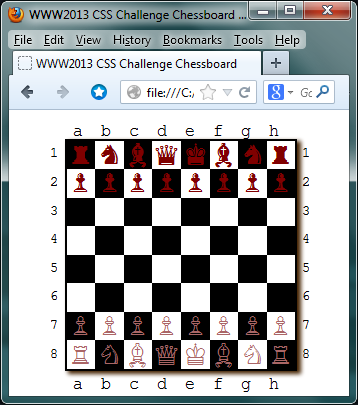 WWW2013 CSS Challenge Chessboard ...
File Edit View History Bookmarks Tools Help
WWW2013 CSS Challenge Chessboard
file:///C:/
g Go
a b c d e f g h
1 1
2 2
3 3
4 4
5 5
6 6
7 7
8 8
a b c d e f g h